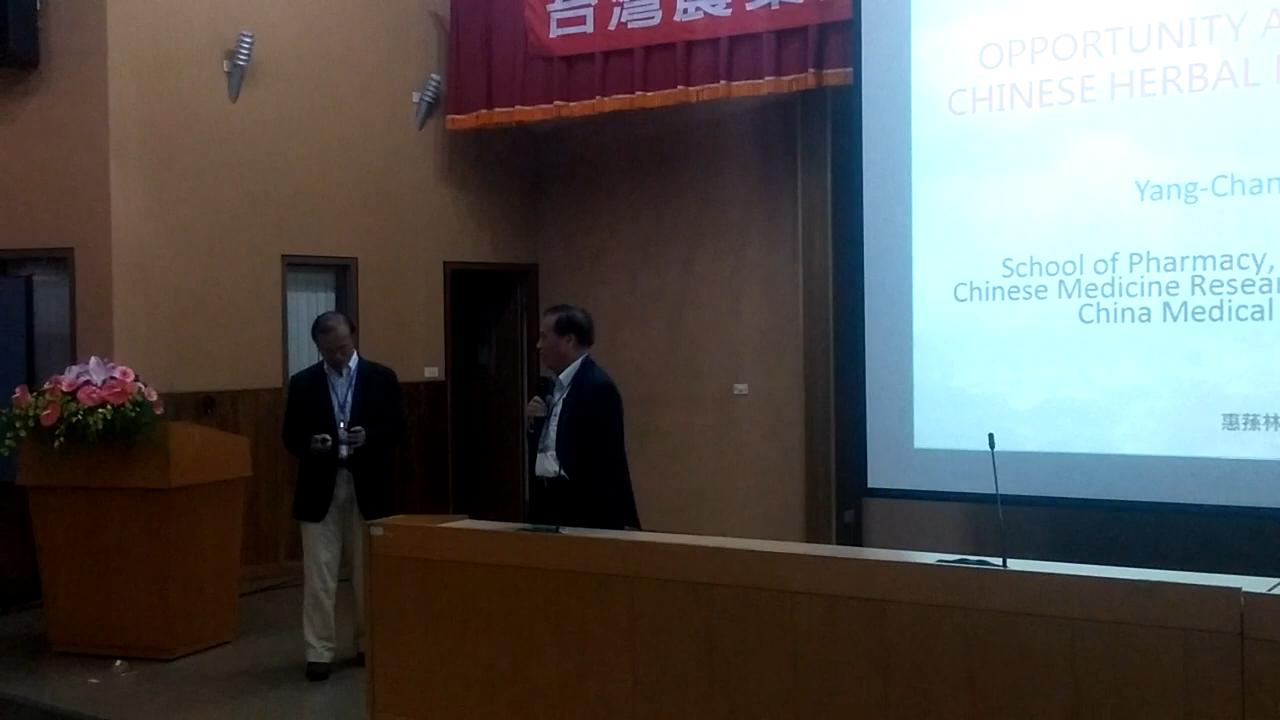 台灣農業
OPPORTUNITY A
CHINESE HERBAL
Yang-Chan
School of Pharmacy,
Chinese Medicine Resear
China Medical
惠蓀林